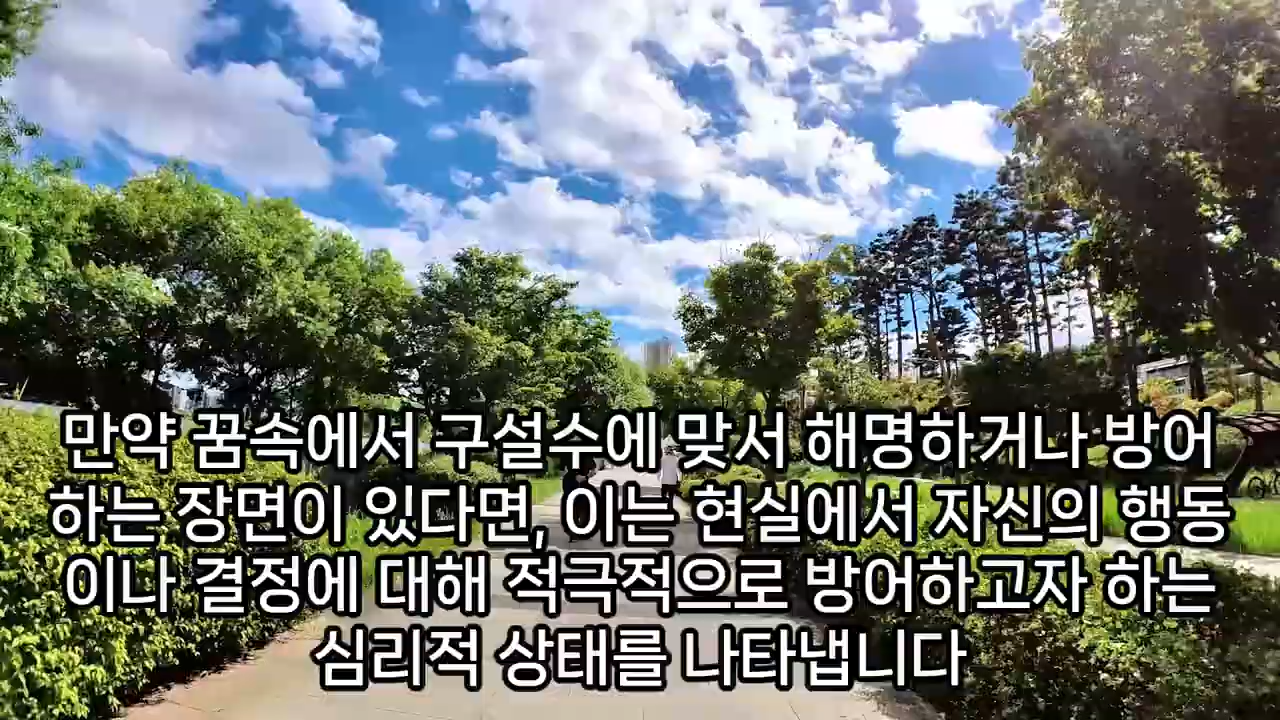 만약 꿈속에서 구설수에 맞서 해명하거나 방어
하는 장면이 있다면, 이는 현실에서 자신의 행동
이나 결정에 대해 적극적으로 방어하고자 하는
심리적 상태를 나타냅니다